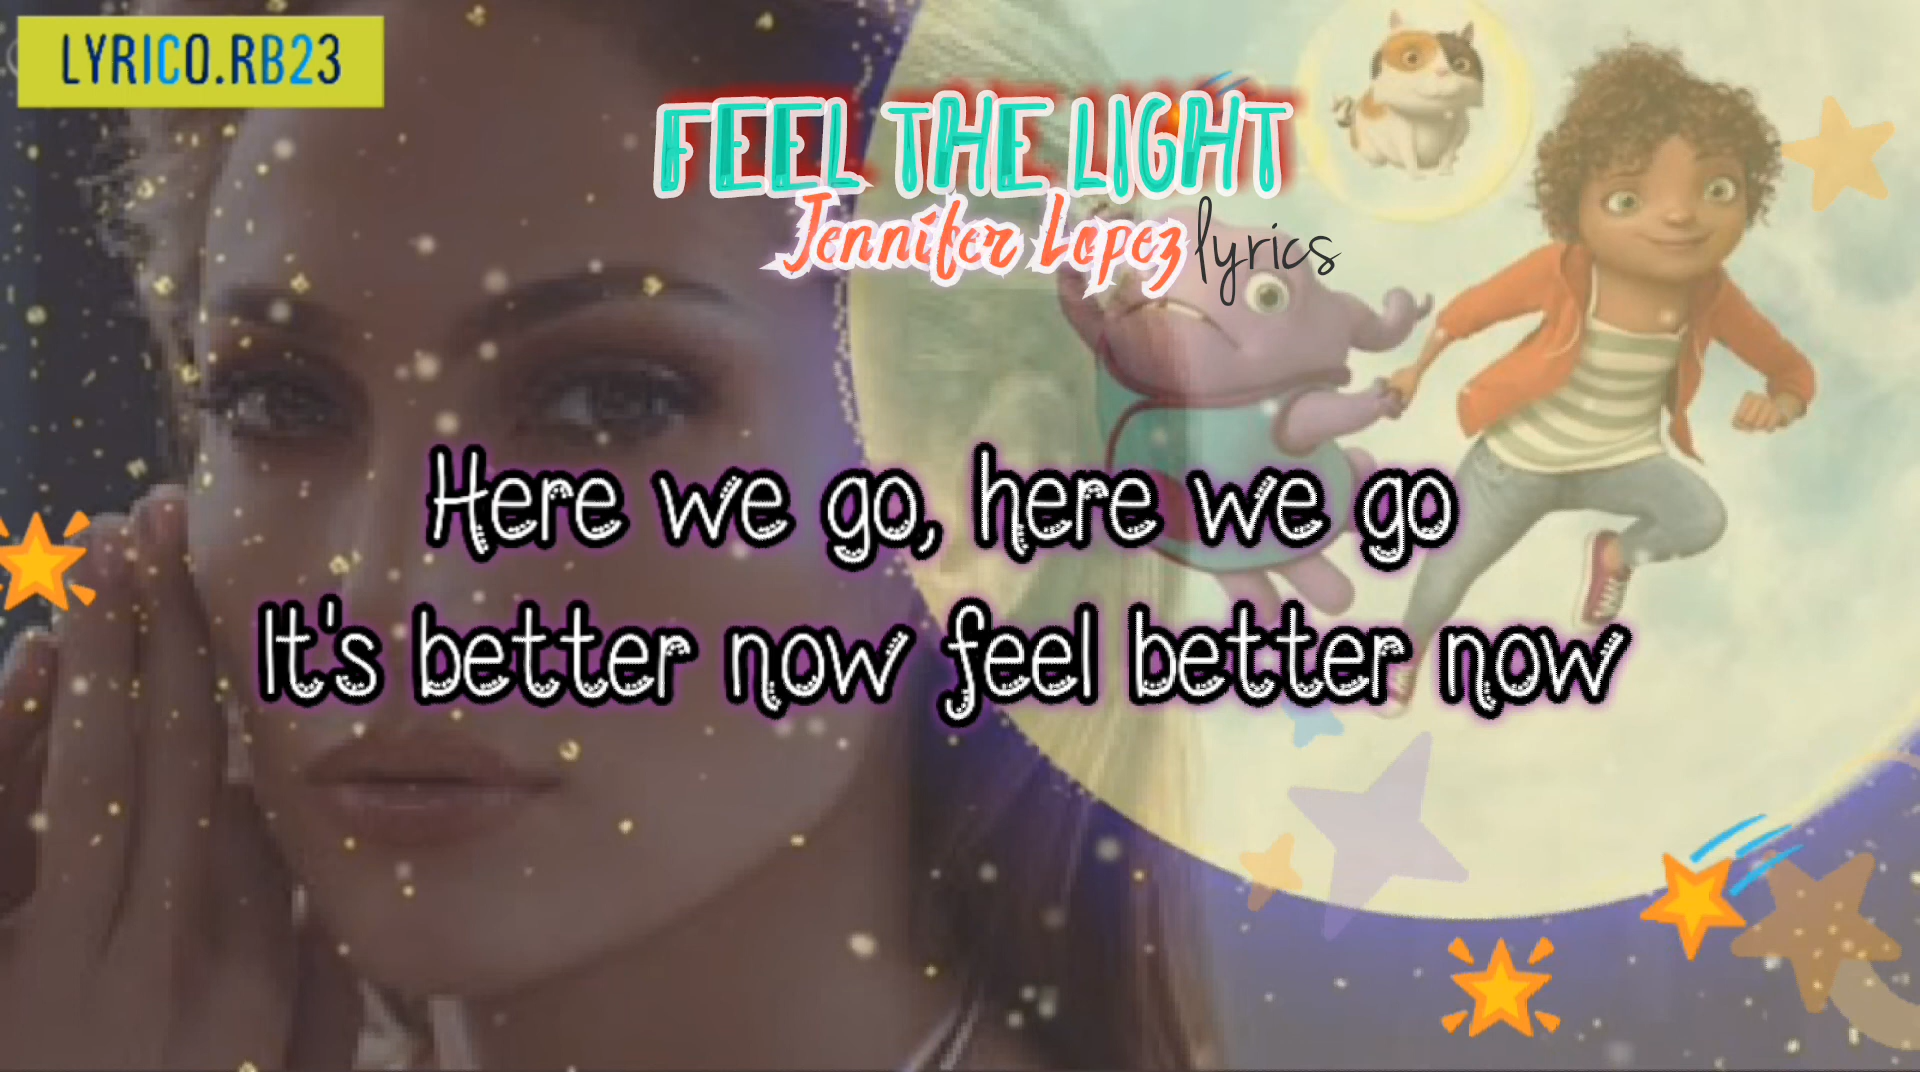 LYRICO.RB23
FEEL THE LIGHT
Jennifer Lopez lyrics
Here we go, here we go
It's better now feel better now